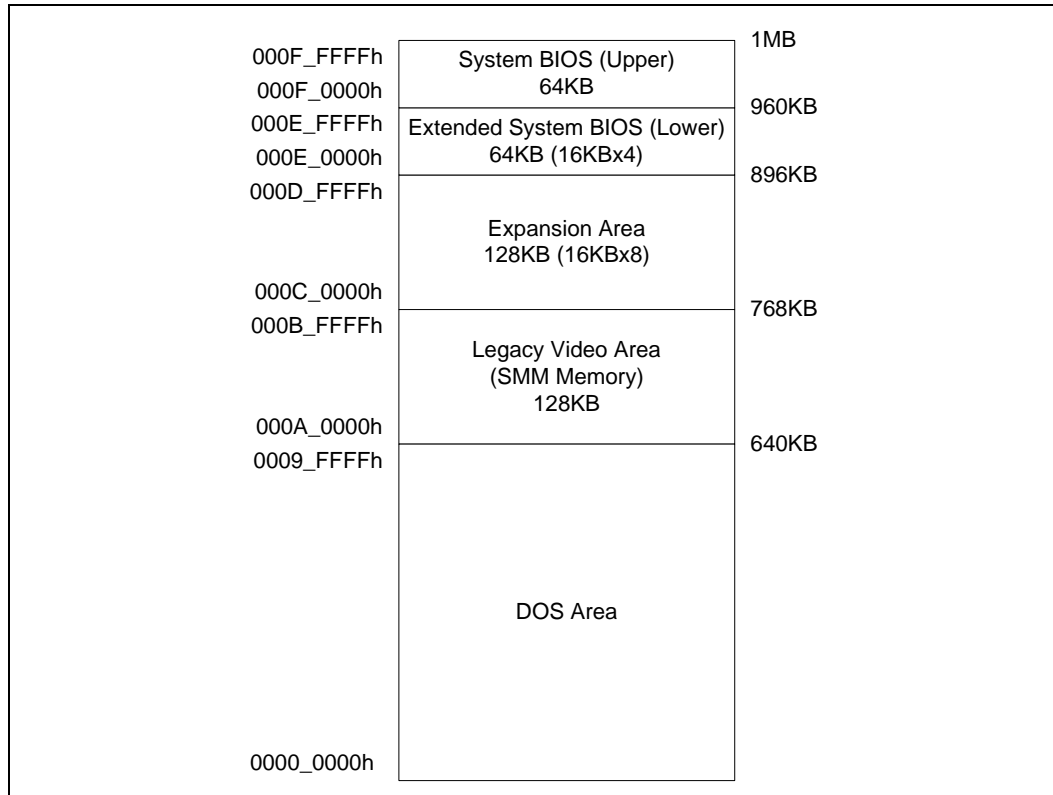 1MB
000F_FFFFh
System BIOS (Upper)
64KB
000F_0000h
960KB
000E_FFFFh
Extended System BIOS (Lower)
64KB (16KBx4)
000E_0000h
896KB
000D_FFFFh
Expansion Area
128KB (16KBx8)
000C_0000h
768KB
000B_FFFFh
Legacy Video Area
(SMM Memory)
128KB
000A_0000h
640KB
0009_FFFFh
DOS Area
0000_0000h